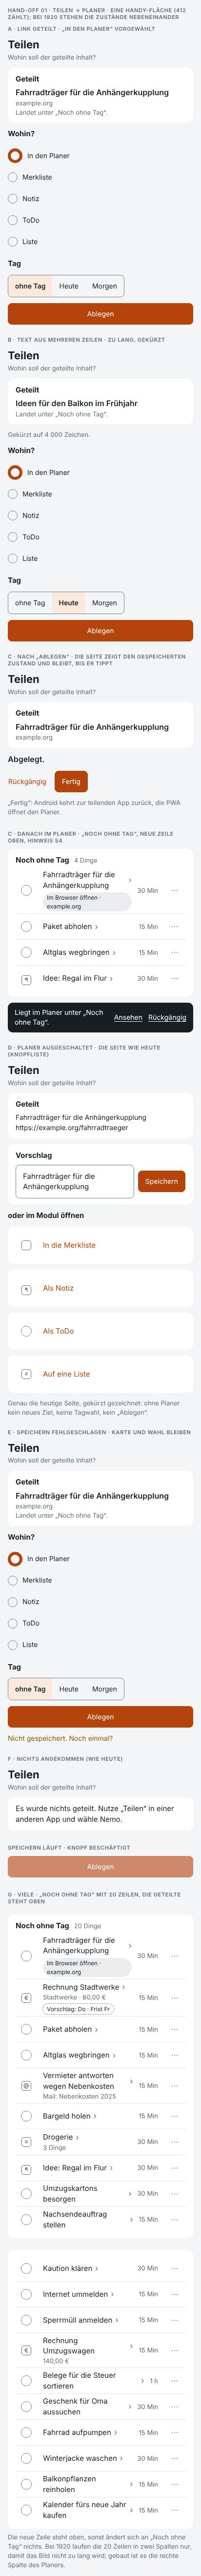 HAND-OFF 01 · TEILEN → PLANER · EINE HANDY-FLÄCHE (412
ZÄHLT); BEI 1920 STEHEN DIE ZUSTÄNDE NEBENEINANDER
A · LINK GETEILT · „IN DEN PLANER“ VORGEWÄHLT
Teilen
Wohin soll der geteilte Inhalt?
Geteilt
Fahrradträger für die Anhängerkupplung
example.org
Landet unter „Noch ohne Tag“.
Wohin?
In den Planer
Merkliste
Notiz
ToDo
Liste
Tag
ohne Tag Heute Morgen
Ablegen
B · TEXT AUS MEHREREN ZEILEN · ZU LANG, GEKÜRZT
Teilen
Wohin soll der geteilte Inhalt?
Geteilt
Ideen für den Balkon im Frühjahr
Landet unter „Noch ohne Tag“.
Gekürzt auf 4 000 Zeichen.
Wohin?
In den Planer
Merkliste
Notiz
ToDo
Liste
Tag
ohne Tag Heute Morgen
Ablegen
C · NACH „ABLEGEN“ · DIE SEITE ZEIGT DEN GESPEICHERTEN
ZUSTAND UND BLEIBT, BIS ER TIPPT
Teilen
Wohin soll der geteilte Inhalt?
Geteilt
Fahrradträger für die Anhängerkupplung
example.org
Abgelegt.
Rückgängig Fertig
„Fertig“: Android kehrt zur teilenden App zurück, die PWA
öffnet den Planer.
C · DANACH IM PLANER · „NOCH OHNE TAG“, NEUE ZEILE
OBEN, HINWEIS S4
Noch ohne Tag 4 Dinge
Fahrradträger für die
Anhängerkupplung › 30 Min ···
Im Browser öffnen ·
example.org
Paket abholen › 15 Min ···
Altglas wegbringen › 15 Min ···
¶ Idee: Regal im Flur › 30 Min ···
Liegt im Planer unter „Noch
ohne Tag“. Ansehen Rückgängig
D · PLANER AUSGESCHALTET · DIE SEITE WIE HEUTE
(KNOPFLISTE)
Teilen
Wohin soll der geteilte Inhalt?
Geteilt
Fahrradträger für die Anhängerkupplung
https://example.org/fahrradtraeger
Vorschlag
Fahrradträger für die
Anhängerkupplung
Speichern
oder im Modul öffnen
In die Merkliste
¶ Als Notiz
Als ToDo
Auf eine Liste
Genau die heutige Seite, gekürzt gezeichnet: ohne Planer
kein neues Ziel, keine Tagwahl, kein „Ablegen“.
E · SPEICHERN FEHLGESCHLAGEN · KARTE UND WAHL BLEIBEN
Teilen
Wohin soll der geteilte Inhalt?
Geteilt
Fahrradträger für die Anhängerkupplung
example.org
Landet unter „Noch ohne Tag“.
Wohin?
In den Planer
Merkliste
Notiz
ToDo
Liste
Tag
ohne Tag Heute Morgen
Ablegen
Nicht gespeichert. Noch einmal?
F · NICHTS ANGEKOMMEN (WIE HEUTE)
Teilen
Wohin soll der geteilte Inhalt?
Es wurde nichts geteilt. Nutze „Teilen“ in einer
anderen App und wähle Nemo.
SPEICHERN LÄUFT · KNOPF BESCHÄFTIGT
Ablegen
G · VIELE · „NOCH OHNE TAG“ MIT 20 ZEILEN, DIE GETEILTE
STEHT OBEN
Noch ohne Tag 20 Dinge
Fahrradträger für die
Anhängerkupplung › 30 Min ···
Im Browser öffnen ·
example.org
€ Rechnung Stadtwerke › 15 Min ···
Stadtwerke · 80,00 €
Vorschlag: Do · Frist Fr
Paket abholen › 15 Min ···
Altglas wegbringen › 15 Min ···
@ Vermieter antworten
wegen Nebenkosten › 15 Min ···
Mail: Nebenkosten 2025
Bargeld holen › 15 Min ···
Drogerie › 30 Min ···
3 Dinge
¶ Idee: Regal im Flur › 30 Min ···
Umzugskartons
besorgen › 30 Min ···
Nachsendeauftrag
stellen › 15 Min ···
Kaution klären › 30 Min ···
Internet ummelden › 15 Min ···
Sperrmüll anmelden › 15 Min ···
€ Rechnung
Umzugswagen › 15 Min ···
140,00 €
Belege für die Steuer
sortieren › 1 h ···
Geschenk für Oma
aussuchen › 30 Min ···
Fahrrad aufpumpen › 15 Min ···
Winterjacke waschen › 30 Min ···
Balkonpflanzen
reinholen › 15 Min ···
Kalender fürs neue Jahr
kaufen › 15 Min ···
Die neue Zeile steht oben, sonst ändert sich an „Noch ohne
Tag“ nichts. Bei 1920 laufen die 20 Zeilen in zwei Spalten nur,
damit das Bild nicht zu lang wird; gebaut ist es die rechte
Spalte des Planers.